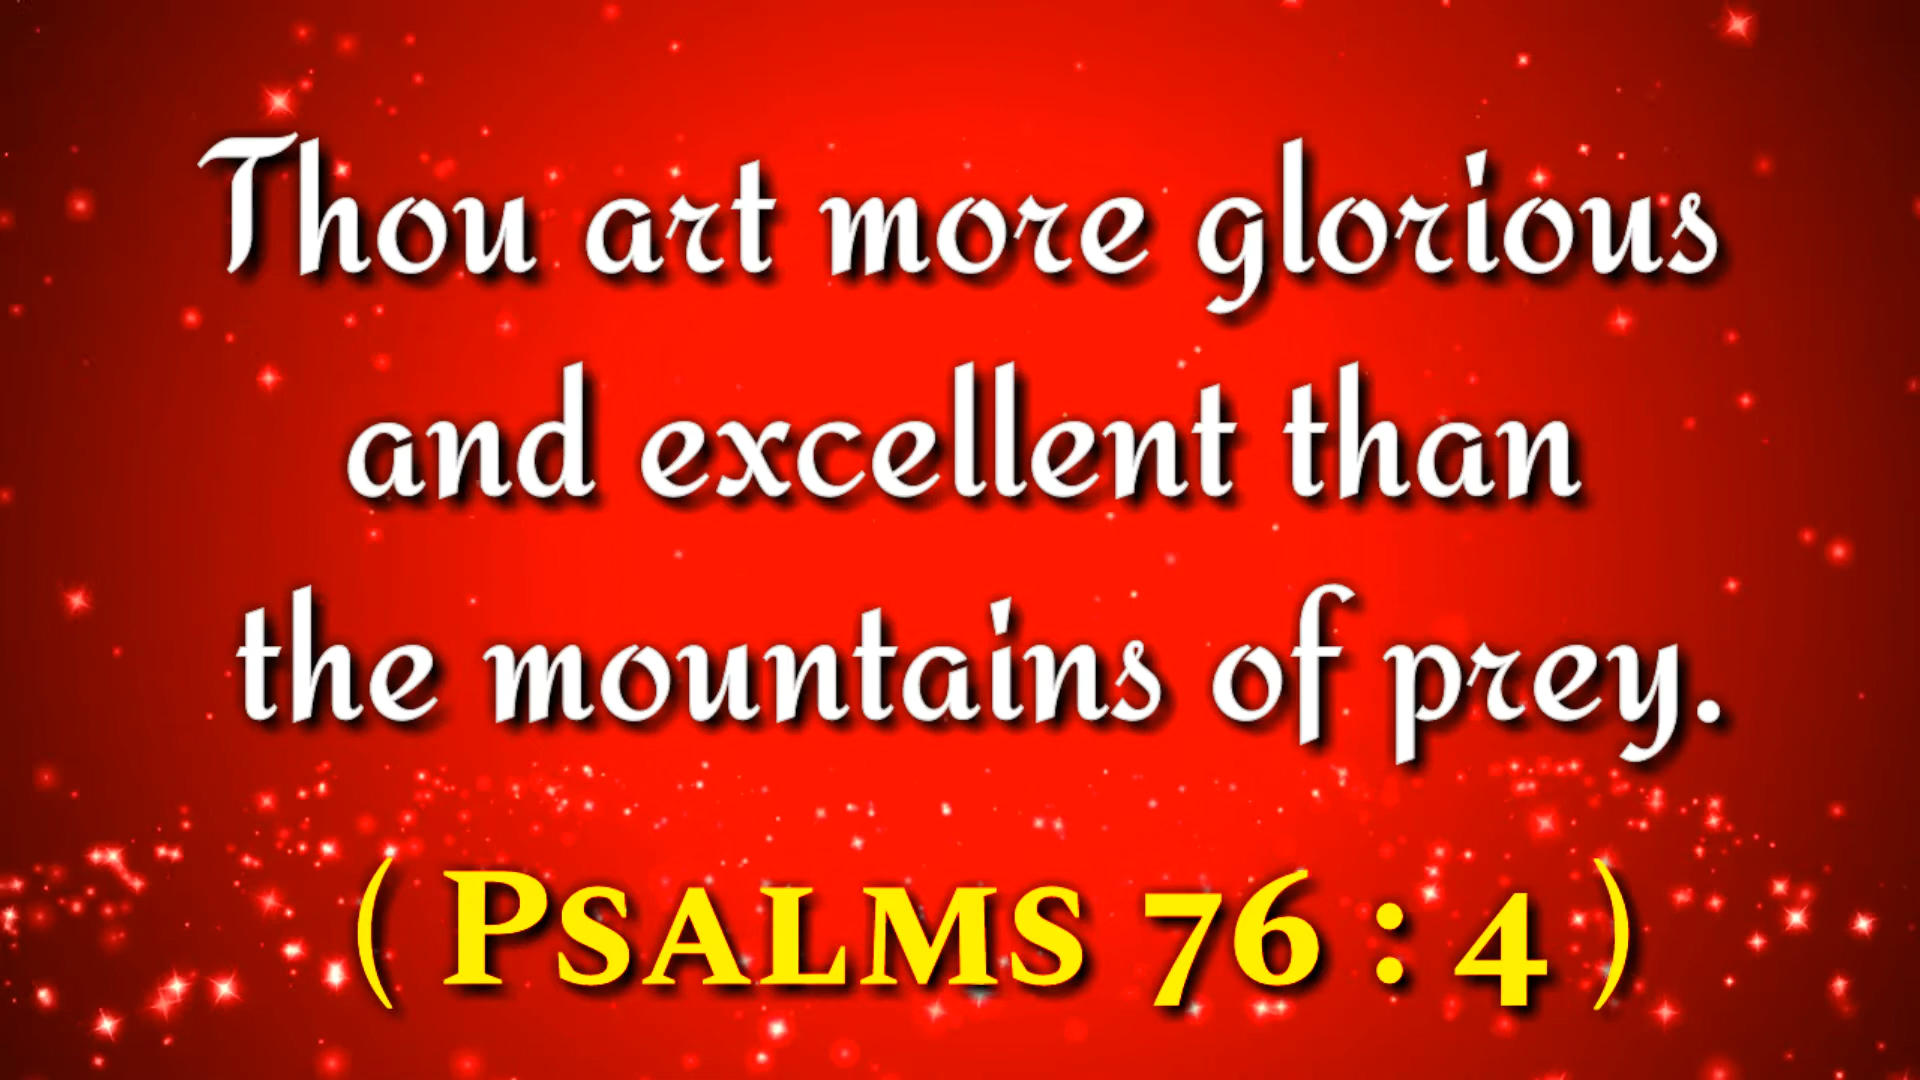 Thou art more glorious
and excellent than
the mountains of prey.
( Psalms 76 : 4 )